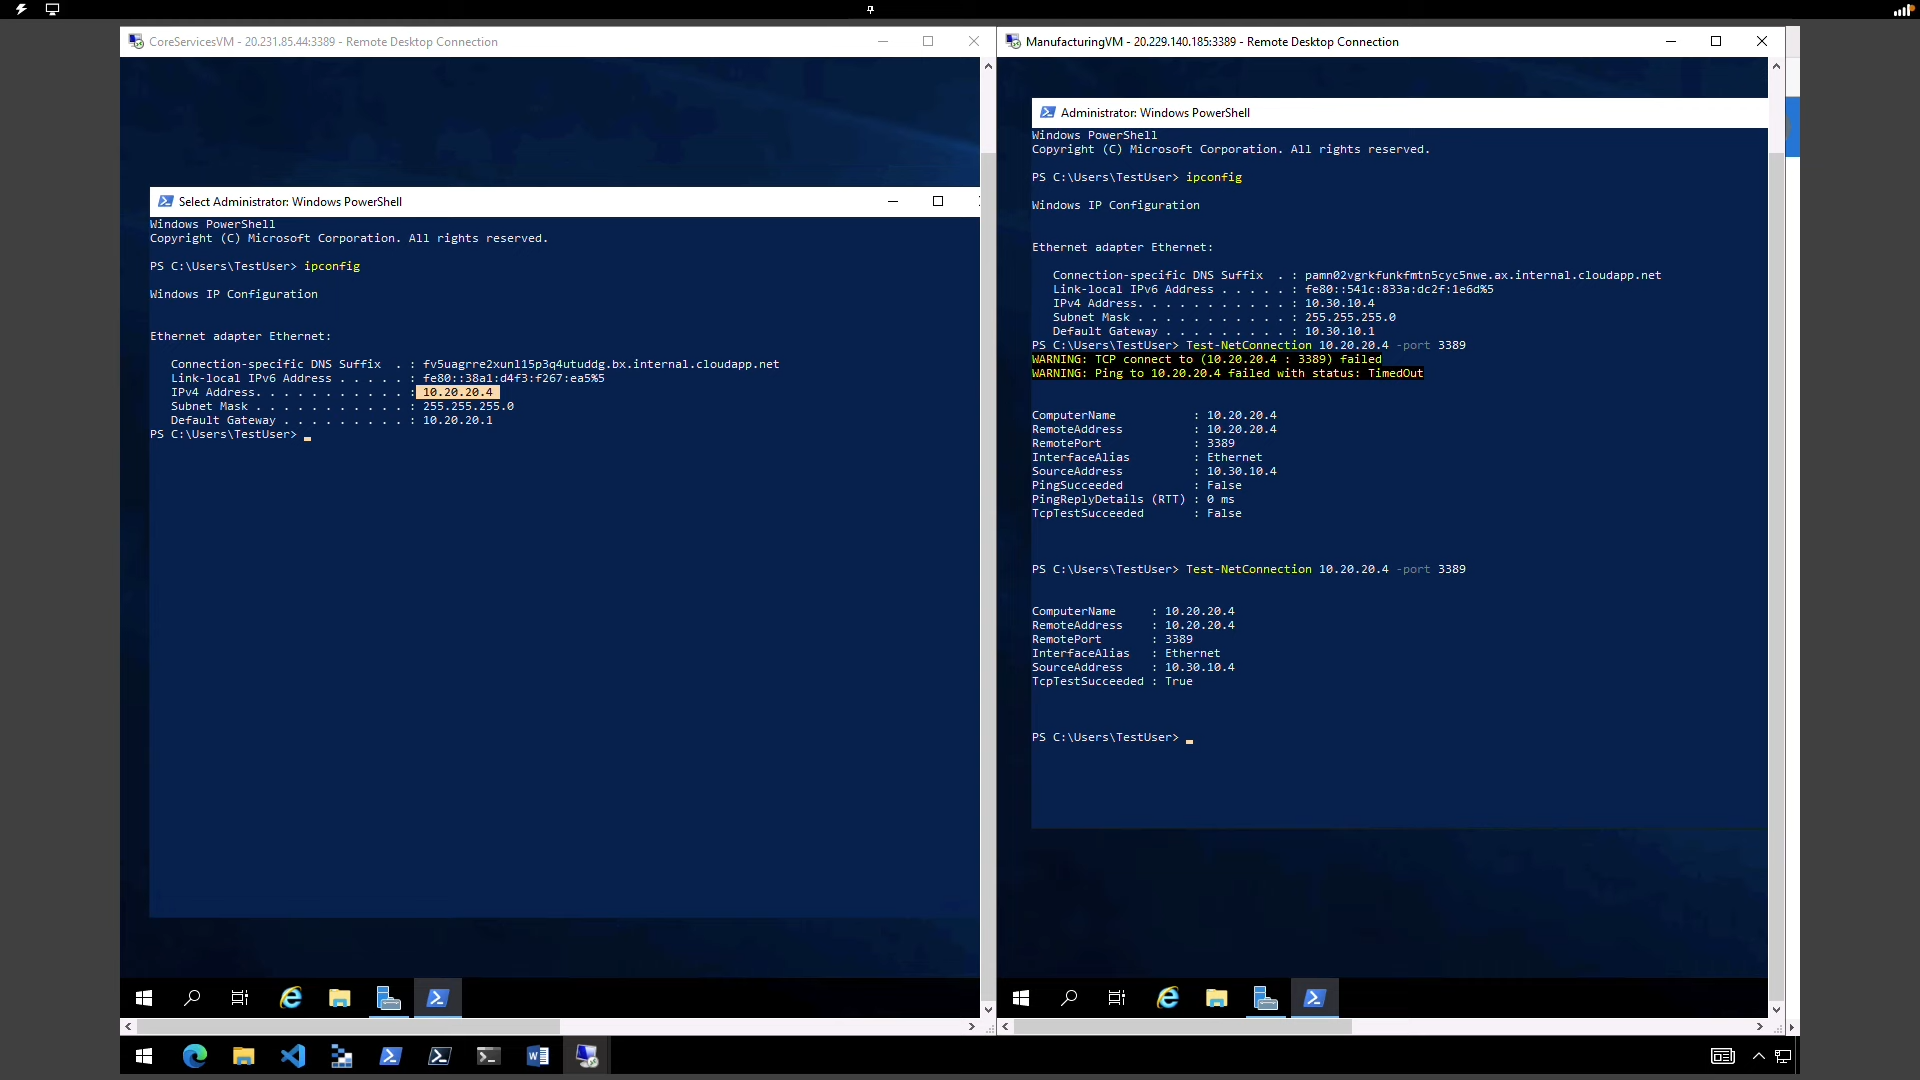 CoreServicesVM - 20.231.85.44:3389 - Remote Desktop Connection
Select Administrator: Windows PowerShell
Windows PowerShell
Copyright (C) Microsoft Corporation. All rights reserved.
PS C:\Users\TestUser> ipconfig
Windows IP Configuration
Ethernet adapter Ethernet:
Connection-specific DNS Suffix  . : fv5uagrre2xunl15p3q4utuddg.bx.internal.cloudapp.net
Link-local IPv6 Address . . . . . : fe80::38a1:d4f3:f267:ea5%5
IPv4 Address. . . . . . . . . . . : 10.20.20.4
Subnet Mask . . . . . . . . . . . : 255.255.255.0
Default Gateway . . . . . . . . . : 10.20.20.1
PS C:\Users\TestUser>
ManufacturingVM - 20.229.140.185:3389 - Remote Desktop Connection
Administrator: Windows PowerShell
Windows PowerShell
Copyright (C) Microsoft Corporation. All rights reserved.
PS C:\Users\TestUser> ipconfig
Windows IP Configuration
Ethernet adapter Ethernet:
Connection-specific DNS Suffix  . : pamn02vgrkfunkfmtn5cyc5nwe.ax.internal.cloudapp.net
Link-local IPv6 Address . . . . . : fe80::541c:833a:dc2f:1e6d%5
IPv4 Address. . . . . . . . . . . : 10.30.10.4
Subnet Mask . . . . . . . . . . . : 255.255.255.0
Default Gateway . . . . . . . . . : 10.30.10.1
PS C:\Users\TestUser> Test-NetConnection 10.20.20.4 -port 3389
WARNING: TCP connect to (10.20.20.4 : 3389) failed
WARNING: Ping to 10.20.20.4 failed with status: TimedOut
ComputerName           : 10.20.20.4
RemoteAddress          : 10.20.20.4
RemotePort             : 3389
InterfaceAlias         : Ethernet
SourceAddress          : 10.30.10.4
PingSucceeded          : False
PingReplyDetails (RTT) : 0 ms
TcpTestSucceeded       : False
PS C:\Users\TestUser> Test-NetConnection 10.20.20.4 -port 3389
ComputerName     : 10.20.20.4
RemoteAddress    : 10.20.20.4
RemotePort       : 3389
InterfaceAlias   : Ethernet
SourceAddress    : 10.30.10.4
TcpTestSucceeded : True
PS C:\Users\TestUser>